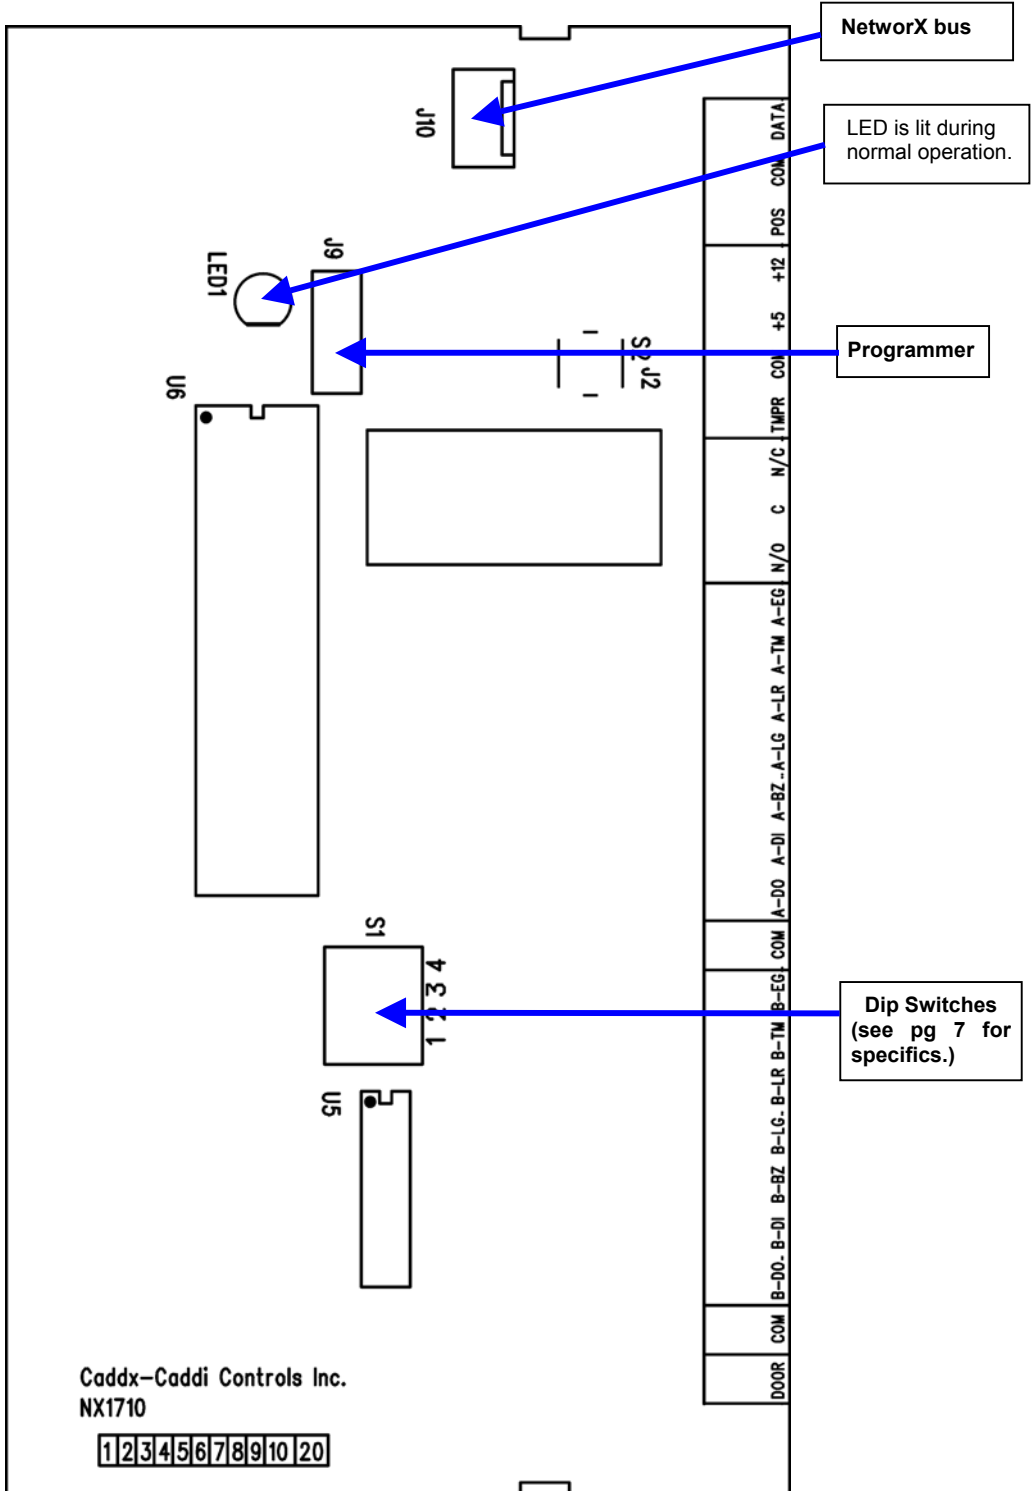 NetworX bus
J10
DATA
COM
POS
LED is lit during
normal operation.
J9
LED1
+12
+5
COM
TMPR
S2 J2
Programmer
U6
N/C
C
N/O
A-EG
A-TM
A-LR
A-LG
A-BZ
A-DI
A-DO
COM
S1
1 2 3 4
B-EG
B-TM
B-LR
B-LG
B-BZ
B-DI
B-DO
COM
DOOR
Dip Switches
(see pg 7 for
specifics.)
U5
Caddx-Caddi Controls Inc.
NX1710
1 2 3 4 5 6 7 8 9 10 20